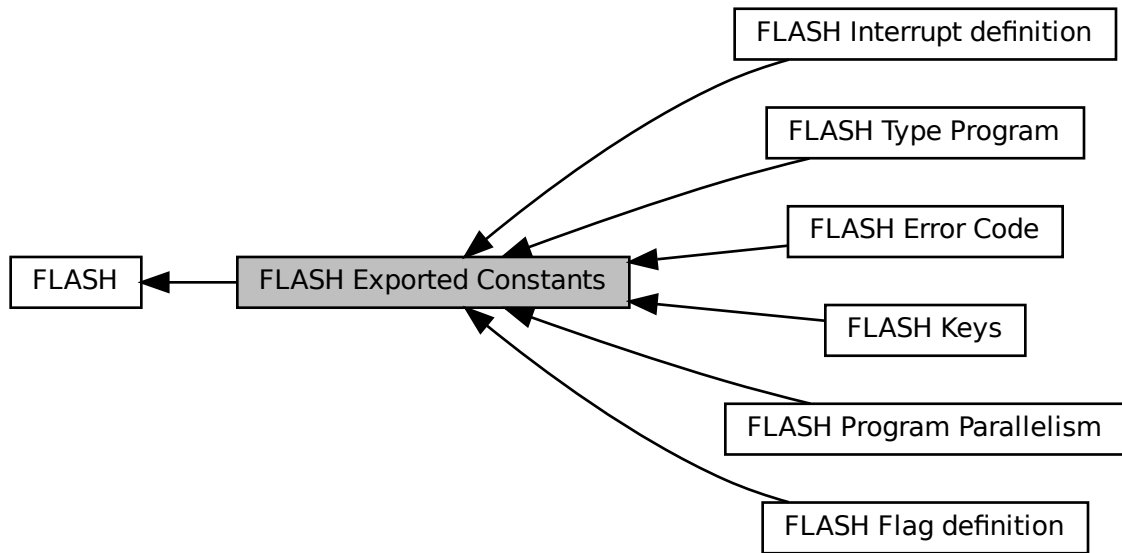 FLASH Interrupt definition
FLASH Type Program
FLASH Error Code
FLASH
FLASH Exported Constants
FLASH Keys
FLASH Program Parallelism
FLASH Flag definition